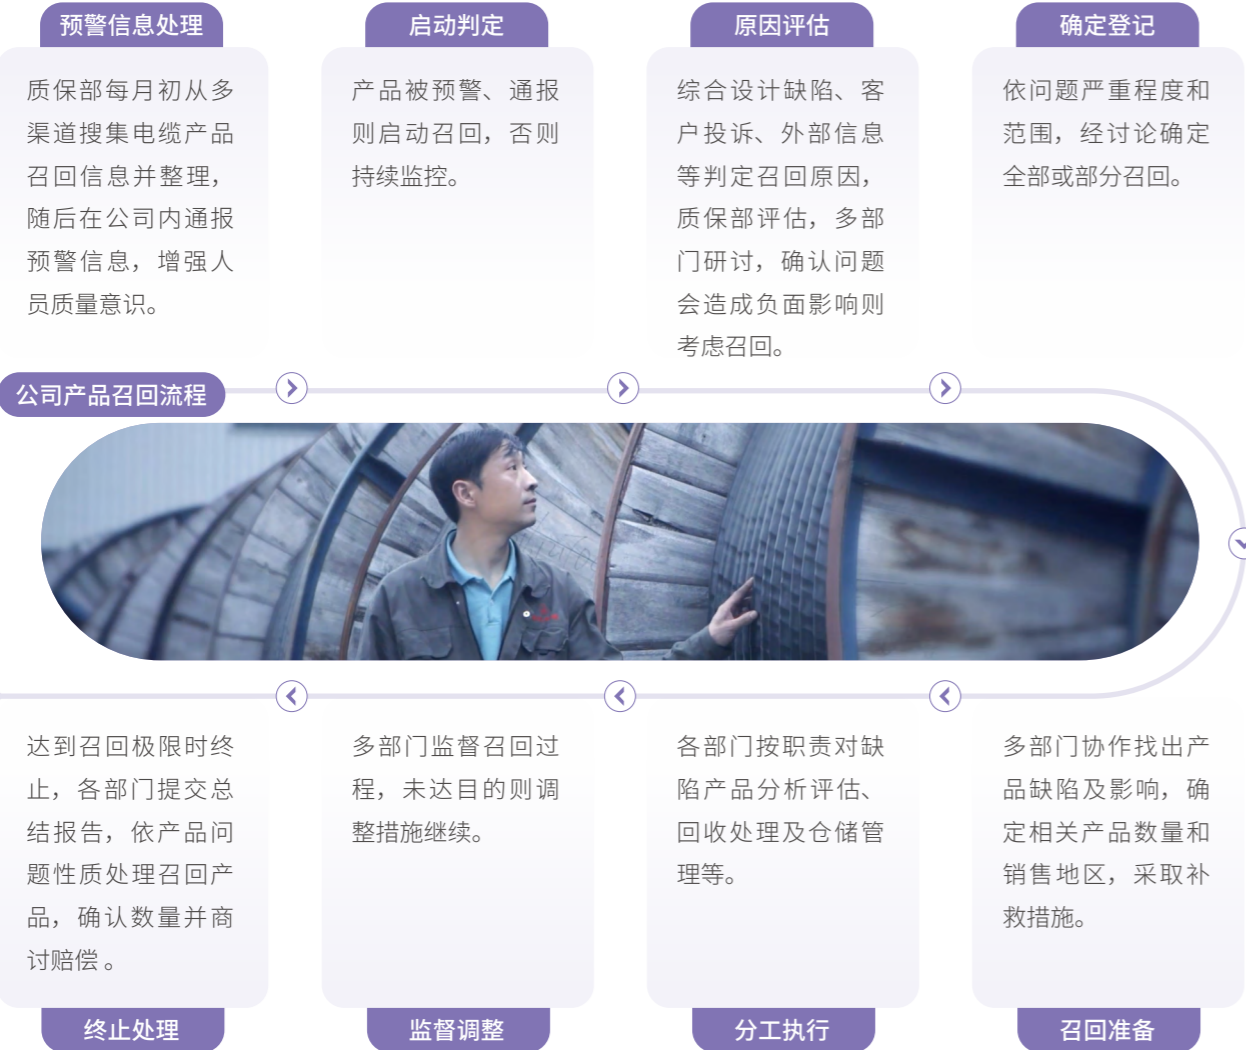 预警信息处理
质保部每月初从多
渠道搜集电缆产品
召回信息并整理，
随后在公司内通报
预警信息，增强人
员质量意识。
启动判定
产品被预警、通报
则启动召回，否则
持续监控。
原因评估
综合设计缺陷、客
户投诉、外部信息
等判定召回原因，
质保部评估，多部
门研讨，确认问题
会造成负面影响则
考虑召回。
确定登记
依问题严重程度和
范围，经讨论确定
全部或部分召回。
公司产品召回流程
多部门协作找出产
品缺陷及影响，确
定相关产品数量和
销售地区，采取补
救措施。
召回准备
各部门按职责对缺
陷产品分析评估、
回收处理及仓储管
理等。
分工执行
多部门监督召回过
程，未达目的则调
整措施继续。
监督调整
达到召回极限时终
止，各部门提交总
结报告，依产品问
题性质处理召回产
品，确认数量并商
讨赔偿 。
终止处理